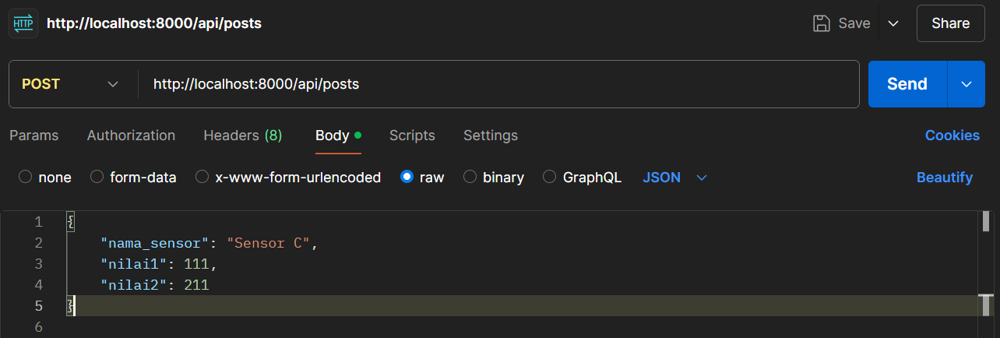 HTTP http://localhost:8000/api/posts Save Share
POST http://localhost:8000/api/posts Send
Params Authorization Headers (8) Body Scripts Settings Cookies
none form-data x-www-form-urlencoded raw binary GraphQL JSON Beautify
1 {
2 "nama_sensor": "Sensor C",
3 "nilai1": 111,
4 "nilai2": 211
5 }
6